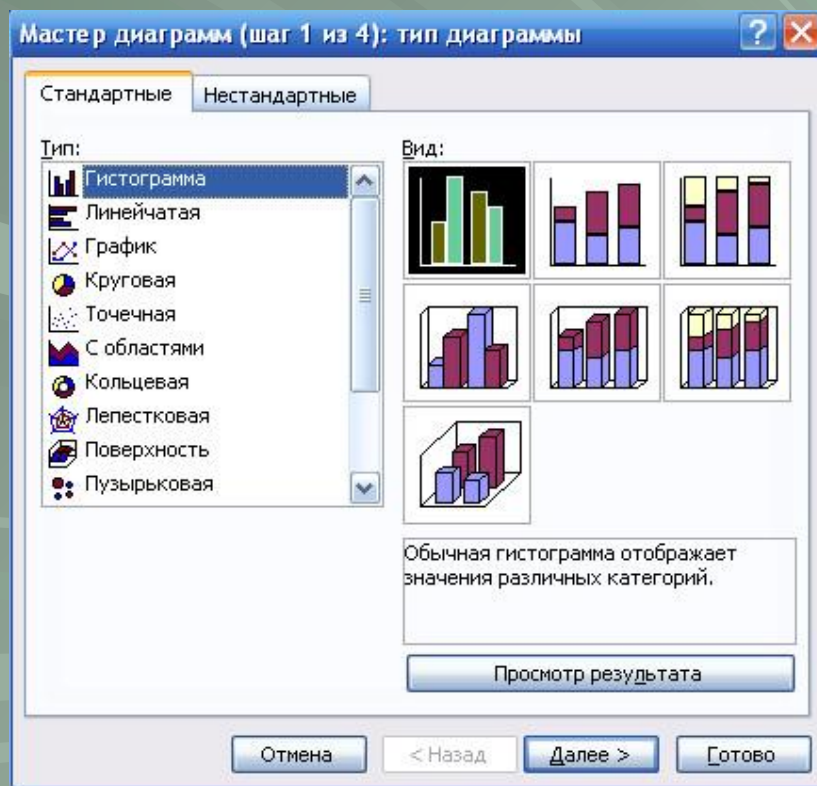 Мастер диаграмм (шаг 1 из 4): тип диаграммы
Стандартные
Нестандартные
Тип:
Вид:
Гистограмма
Линейчатая
График
Круговая
Точечная
С областями
Кольцевая
Лепестковая
Поверхность
Пузырьковая
Обычная гистограмма отображает
значения различных категорий.
Просмотр результата
Отмена
< Назад
Далее >
Готово